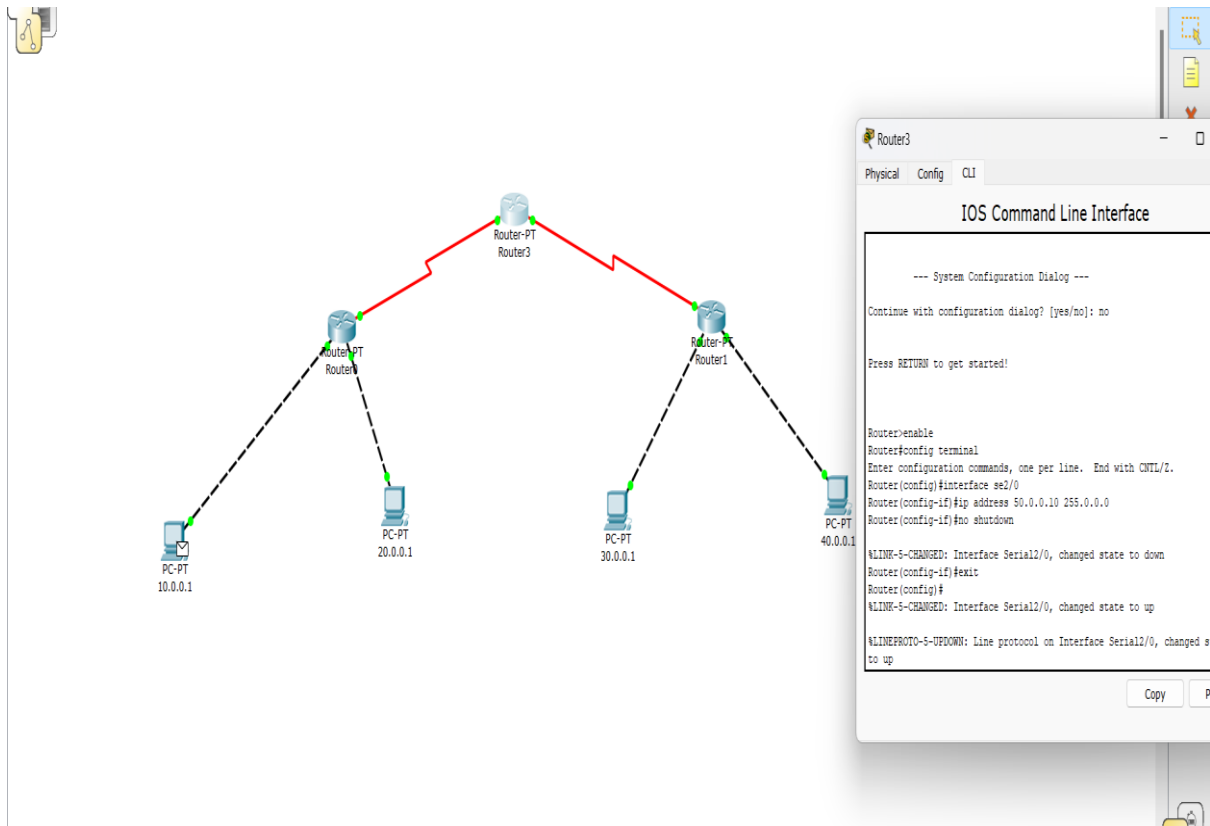 Router-PT
Router3
Router-PT
Router0
Router-PT
Router1
PC-PT
10.0.0.1
PC-PT
20.0.0.1
PC-PT
30.0.0.1
PC-PT
40.0.0.1
Router3
Physical Config CLI
IOS Command Line Interface
--- System Configuration Dialog ---
Continue with configuration dialog? [yes/no]: no
Press RETURN to get started!
Router>enable
Router#config terminal
Enter configuration commands, one per line.  End with CNTL/Z.
Router(config)#interface se2/0
Router(config-if)#ip address 50.0.0.10 255.0.0.0
Router(config-if)#no shutdown
%LINK-5-CHANGED: Interface Serial2/0, changed state to down
Router(config-if)#exit
Router(config)#
%LINK-5-CHANGED: Interface Serial2/0, changed state to up
%LINEPROTO-5-UPDOWN: Line protocol on Interface Serial2/0, changed s
to up
Copy P